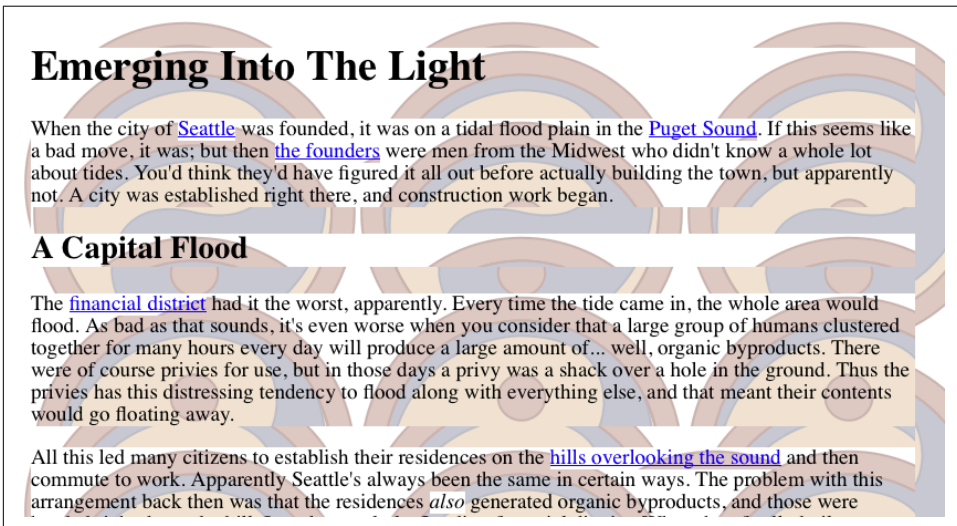 Emerging Into The Light
When the city of Seattle was founded, it was on a tidal flood plain in the Puget Sound. If this seems like
a bad move, it was; but then the founders were men from the Midwest who didn't know a whole lot
about tides. You'd think they'd have figured it all out before actually building the town, but apparently
not. A city was established right there, and construction work began.
A Capital Flood
The financial district had it the worst, apparently. Every time the tide came in, the whole area would
flood. As bad as that sounds, it's even worse when you consider that a large group of humans clustered
together for many hours every day will produce a large amount of... well, organic byproducts. There
were of course privies for use, but in those days a privy was a shack over a hole in the ground. Thus the
privies has this distressing tendency to flood along with everything else, and that meant their contents
would go floating away.
All this led many citizens to establish their residences on the hills overlooking the sound and then
commute to work. Apparently Seattle's always been the same in certain ways. The problem with this
arrangement back then was that the residences also generated organic byproducts, and those were